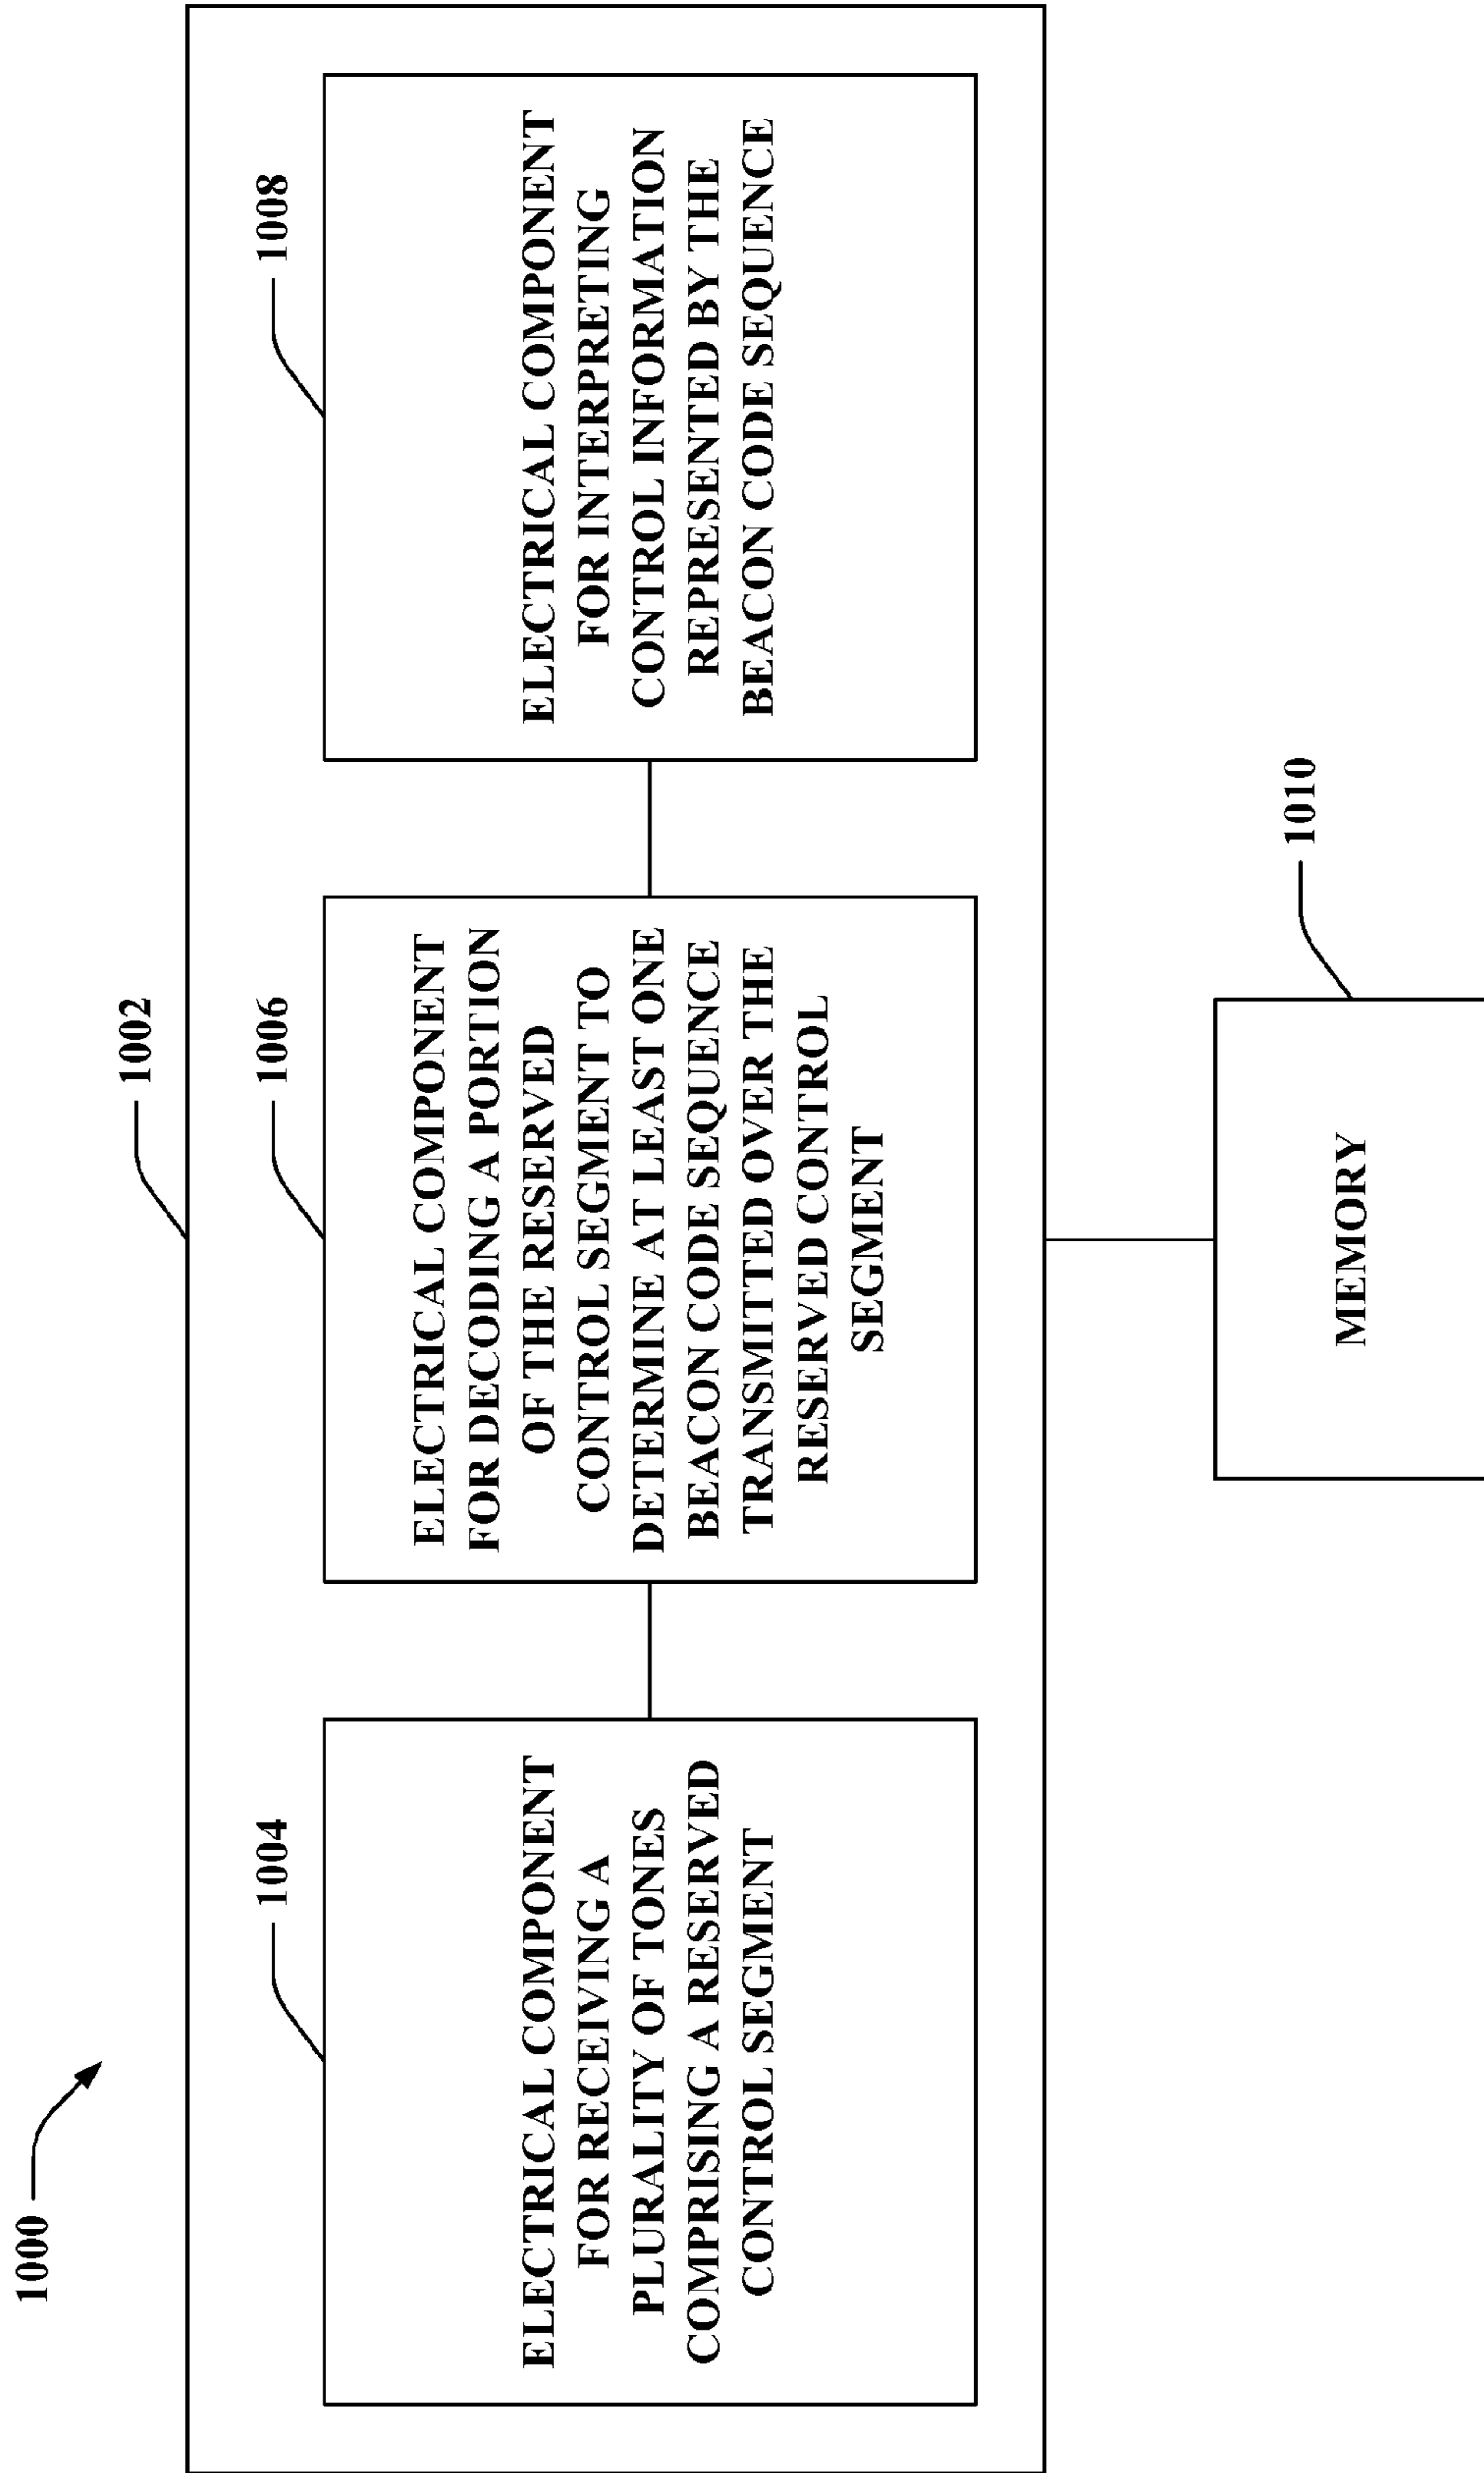 1000
1002
1004
ELECTRICAL COMPONENT
FOR RECEIVING A
PLURALITY OF TONES
COMPRISING A RESERVED
CONTROL SEGMENT
1006
ELECTRICAL COMPONENT
FOR DECODING A PORTION
OF THE RESERVED
CONTROL SEGMENT TO
DETERMINE AT LEAST ONE
BEACON CODE SEQUENCE
TRANSMITTED OVER THE
RESERVED CONTROL
SEGMENT
1008
ELECTRICAL COMPONENT
FOR INTERPRETING
CONTROL INFORMATION
REPRESENTED BY THE
BEACON CODE SEQUENCE
1010
MEMORY